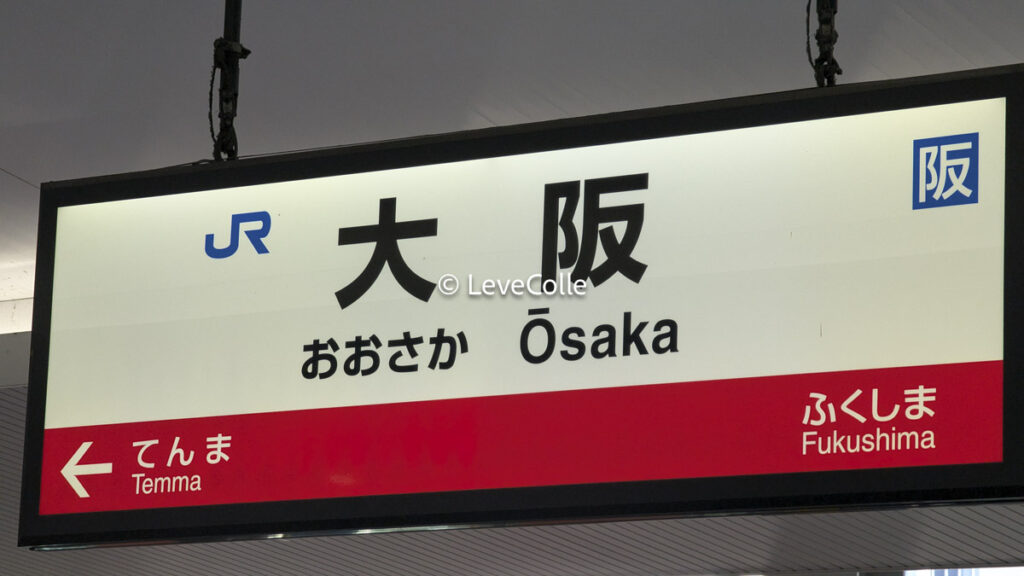 JR
大阪
阪
© LeveColle
おおさか Ōsaka
← てんま
Temma
ふくしま
Fukushima